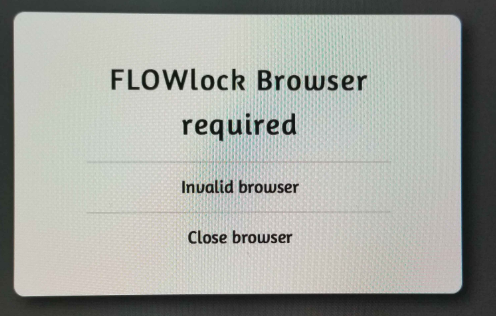 FLOWlock Browser
required
Invalid browser
Close browser